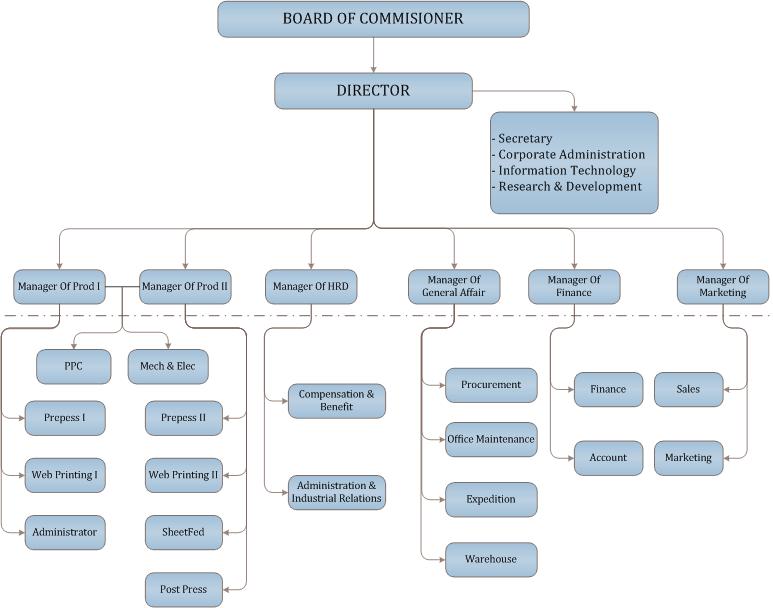 BOARD OF COMMISIONER
DIRECTOR
- Secretary
- Corporate Administration
- Information Technology
- Research & Development
Manager Of Prod I
Manager Of Prod II
Manager Of HRD
Manager Of
General Affair
Manager Of
Finance
Manager Of
Marketing
PPC
Mech & Elec
Prepess I
Web Printing I
Administrator
Prepess II
Web Printing II
SheetFed
Post Press
Compensation &
Benefit
Administration &
Industrial Relations
Procurement
Office Maintenance
Expedition
Warehouse
Finance
Account
Sales
Marketing